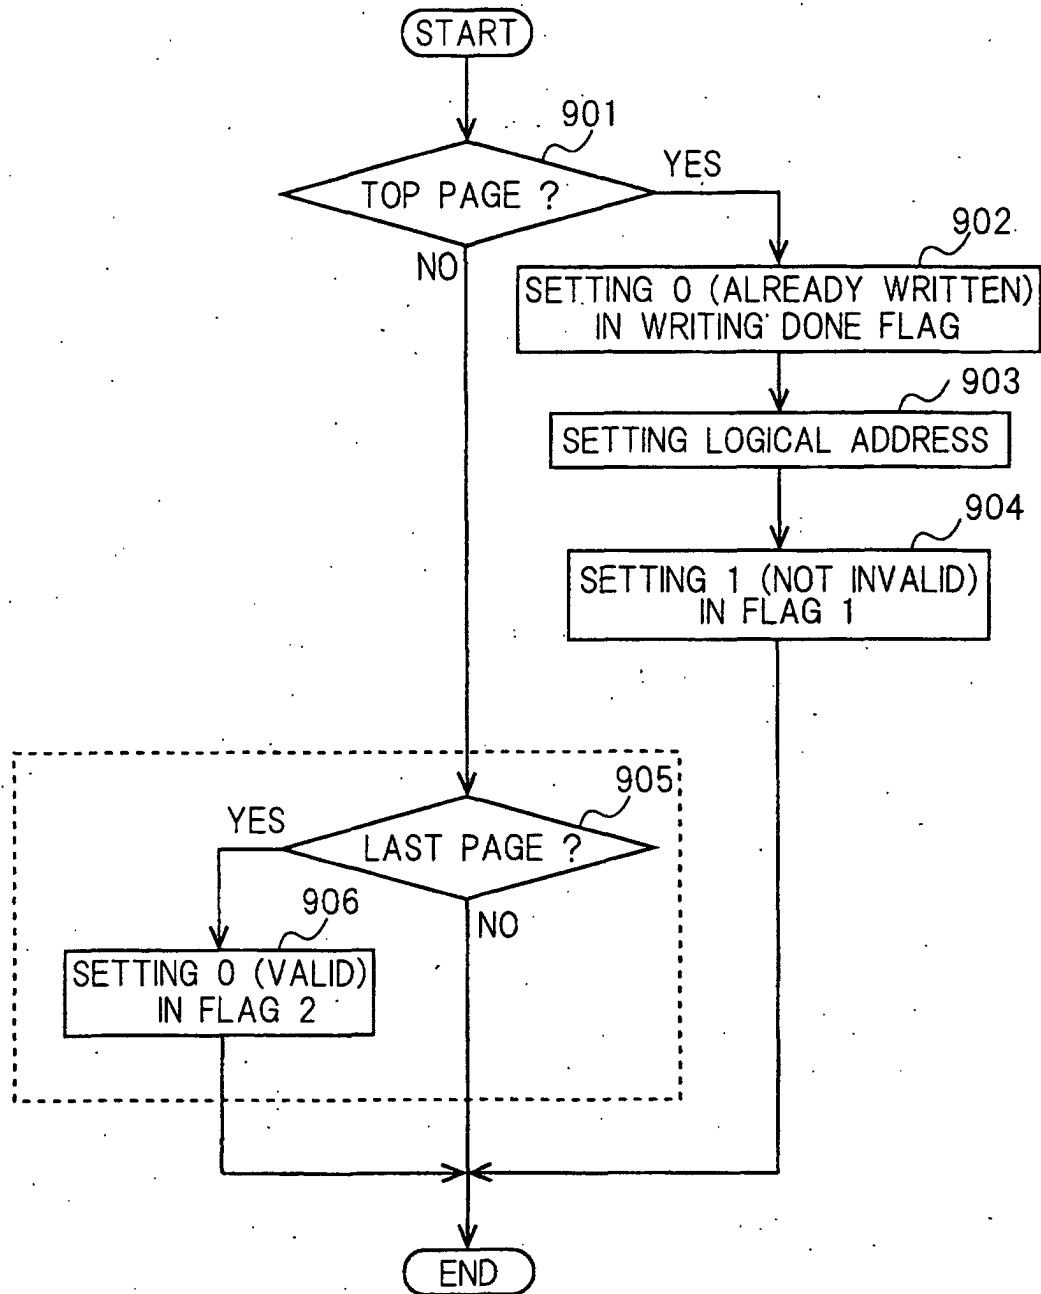 START
901
TOP PAGE ?
YES
NO
902
SETTING 0 (ALREADY WRITTEN)
IN WRITING DONE FLAG
903
SETTING LOGICAL ADDRESS
904
SETTING 1 (NOT INVALID)
IN FLAG 1
905
LAST PAGE ?
YES
NO
906
SETTING 0 (VALID)
IN FLAG 2
END